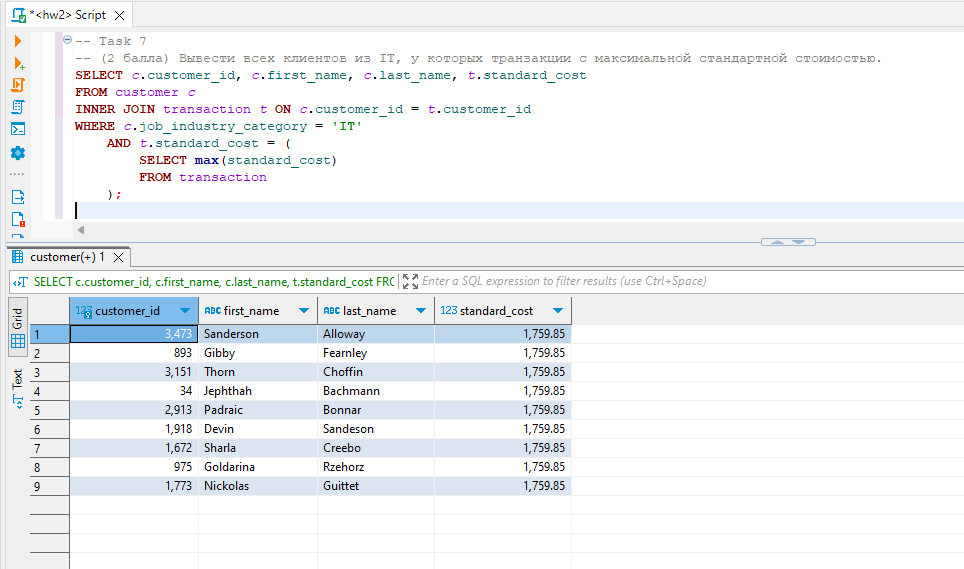 *<hw2> Script
-- Task 7
-- (2 балла) Вывести всех клиентов из IT, у которых транзакции с максимальной стандартной стоимостью.
SELECT c.customer_id, c.first_name, c.last_name, t.standard_cost
FROM customer c
INNER JOIN transaction t ON c.customer_id = t.customer_id
WHERE c.job_industry_category = 'IT'
AND t.standard_cost = (
SELECT max(standard_cost)
FROM transaction
);
customer(+) 1
SELECT c.customer_id, c.first_name, c.last_name, t.standard_cost FRC Enter a SQL expression to filter results (use Ctrl+Space)
Grid
Text
123 customer_id ABC first_name ABC last_name 123 standard_cost
1 3,473 Sanderson Alloway 1,759.85
2 893 Gibby Fearnley 1,759.85
3 3,151 Thorn Choffin 1,759.85
4 34 Jephthah Bachmann 1,759.85
5 2,913 Padraic Bonnar 1,759.85
6 1,918 Devin Sandeson 1,759.85
7 1,672 Sharla Creebo 1,759.85
8 975 Goldarina Rzehorz 1,759.85
9 1,773 Nickolas Guittet 1,759.85